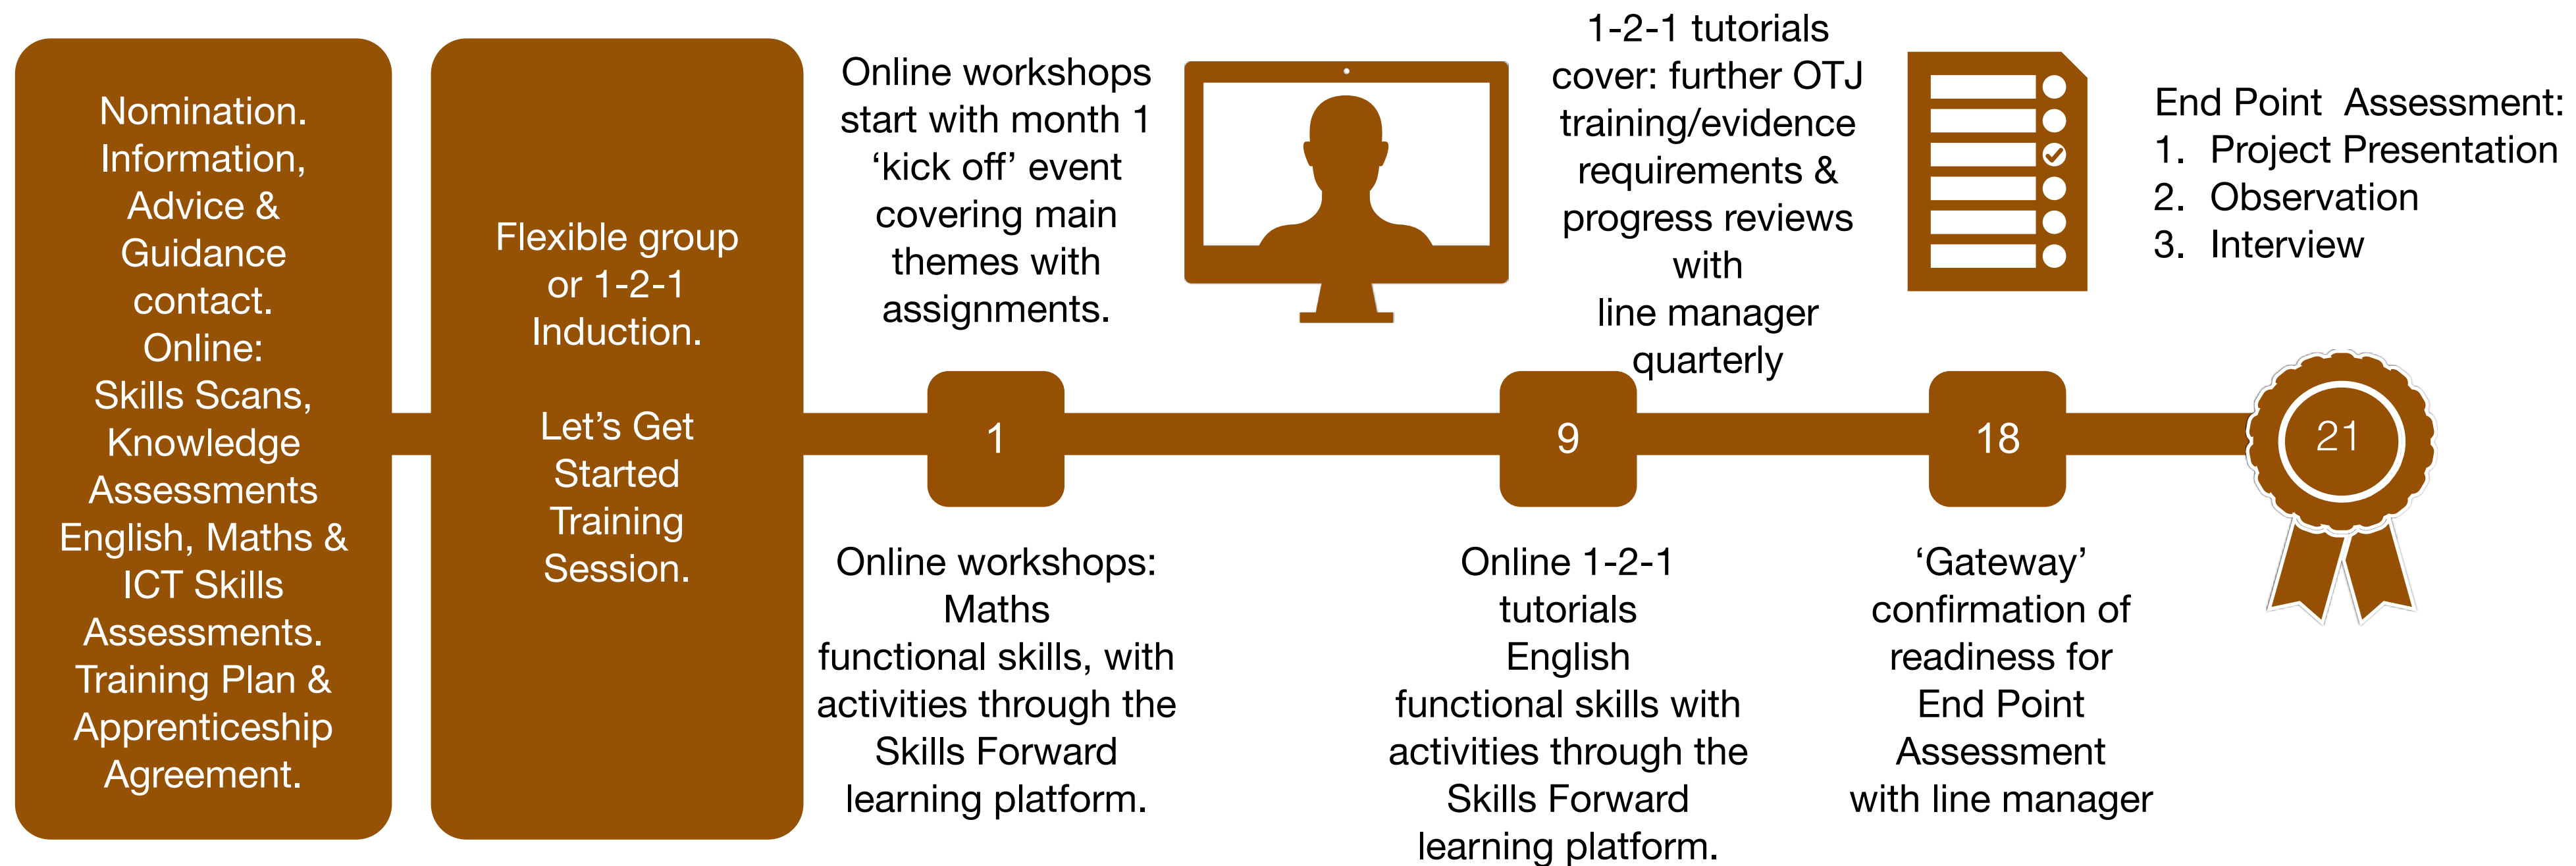 Nomination.
Information,
Advice &
Guidance
contact.
Online:
Skills Scans,
Knowledge
Assessments
English, Maths &
ICT Skills
Assessments.
Training Plan &
Apprenticeship
Agreement.
Flexible group
or 1-2-1
Induction.
Let’s Get
Started
Training
Session.
Online workshops
start with month 1
‘kick off’ event
covering main
themes with
assignments.
1
Online workshops:
Maths
functional skills, with
activities through the
Skills Forward
learning platform.
1-2-1 tutorials
cover: further OTJ
training/evidence
requirements &
progress reviews
with
line manager
quarterly
9
Online 1-2-1
tutorials
English
functional skills with
activities through the
Skills Forward
learning platform.
18
‘Gateway’
confirmation of
readiness for
End Point
Assessment
with line manager
End Point Assessment:
1. Project Presentation
2. Observation
3. Interview
21